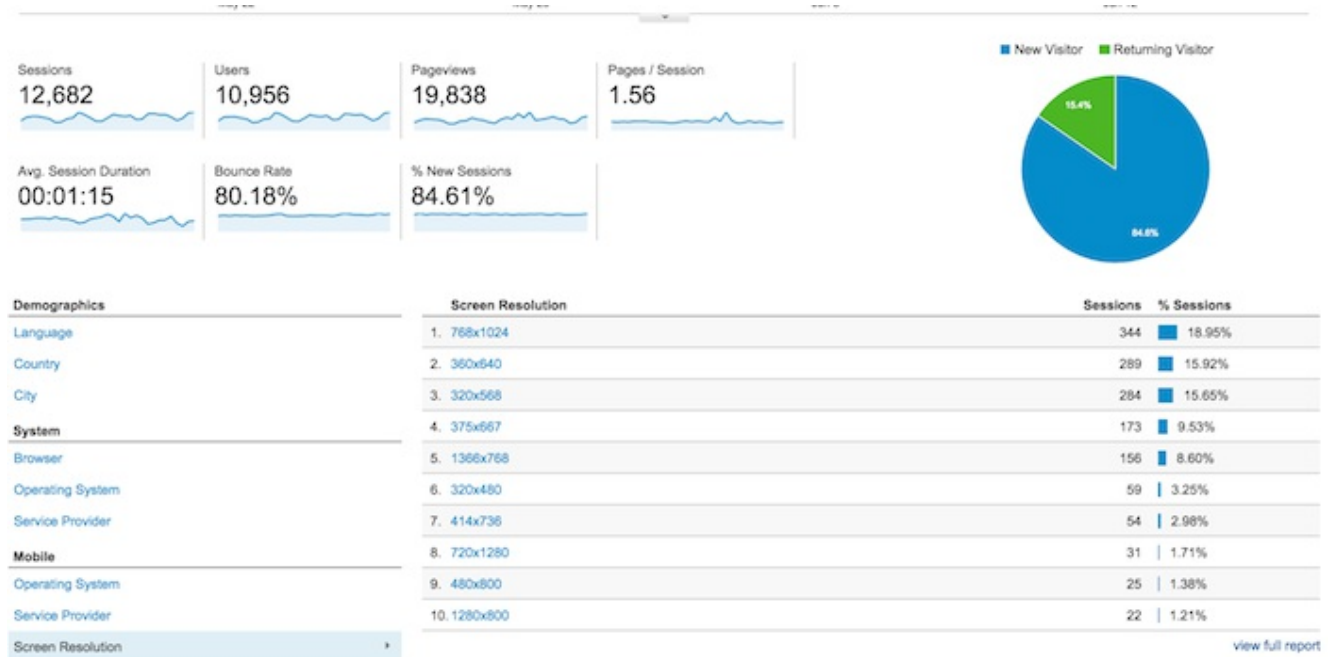 New Visitor Returning Visitor
Sessions Users Pageviews Pages / Session
12,682 10,956 19,838 1.56
15.4%
Avg. Session Duration Bounce Rate % New Sessions
00:01:15 80.18% 84.61%
84.6%
Demographics Screen Resolution Sessions % Sessions
Language 1. 768x1024 344 18.95%
Country 2. 360x640 289 15.92%
City 3. 320x568 284 15.65%
System 4. 375x667 173 9.53%
Browser 5. 1366x768 156 8.60%
Operating System 6. 320x480 59 3.25%
Service Provider 7. 414x736 54 2.98%
Mobile 8. 720x1280 31 1.71%
Operating System 9. 480x800 25 1.38%
Service Provider 10. 1280x800 22 1.21%
Screen Resolution view full report